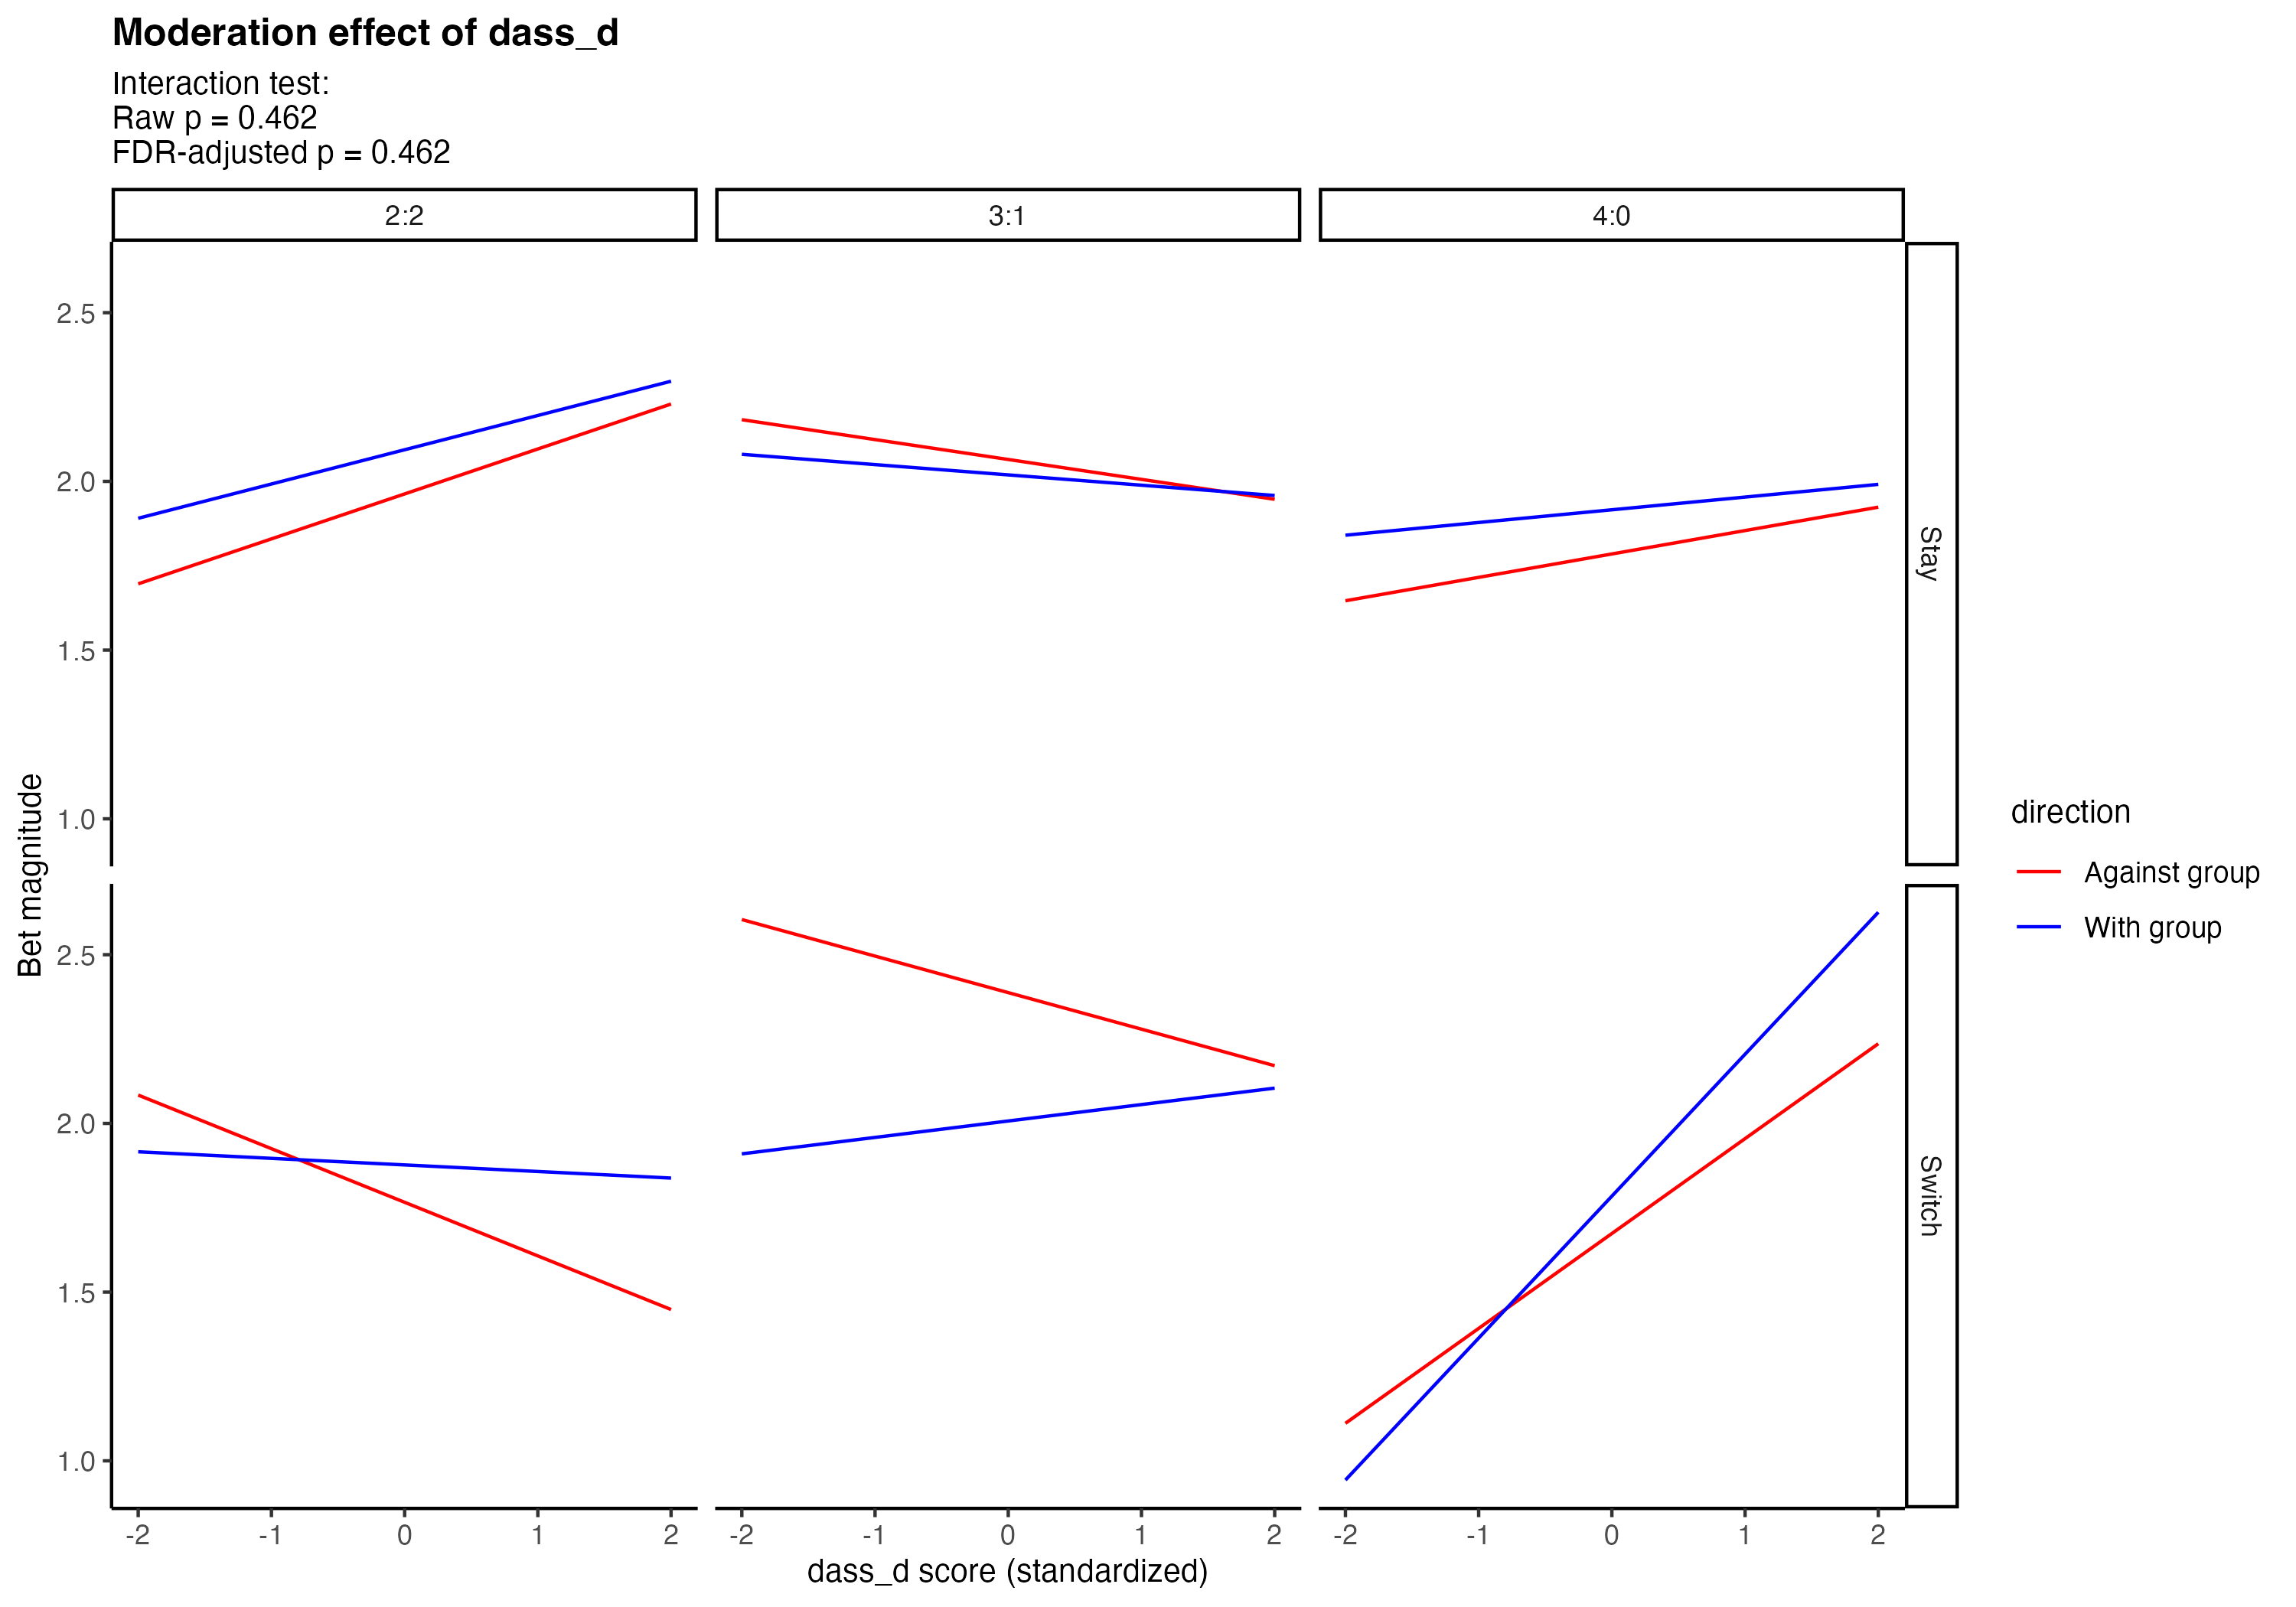 Moderation effect of dass_d
Interaction test:
Raw p = 0.462
FDR-adjusted p = 0.462
2:2
3:1
4:0
2.5
2.0
1.5
1.0
Stay
Bet magnitude
2.5
2.0
1.5
1.0
Switch
-2 -1 0 1 2
-2 -1 0 1 2
-2 -1 0 1 2
dass_d score (standardized)
direction
Against group
With group